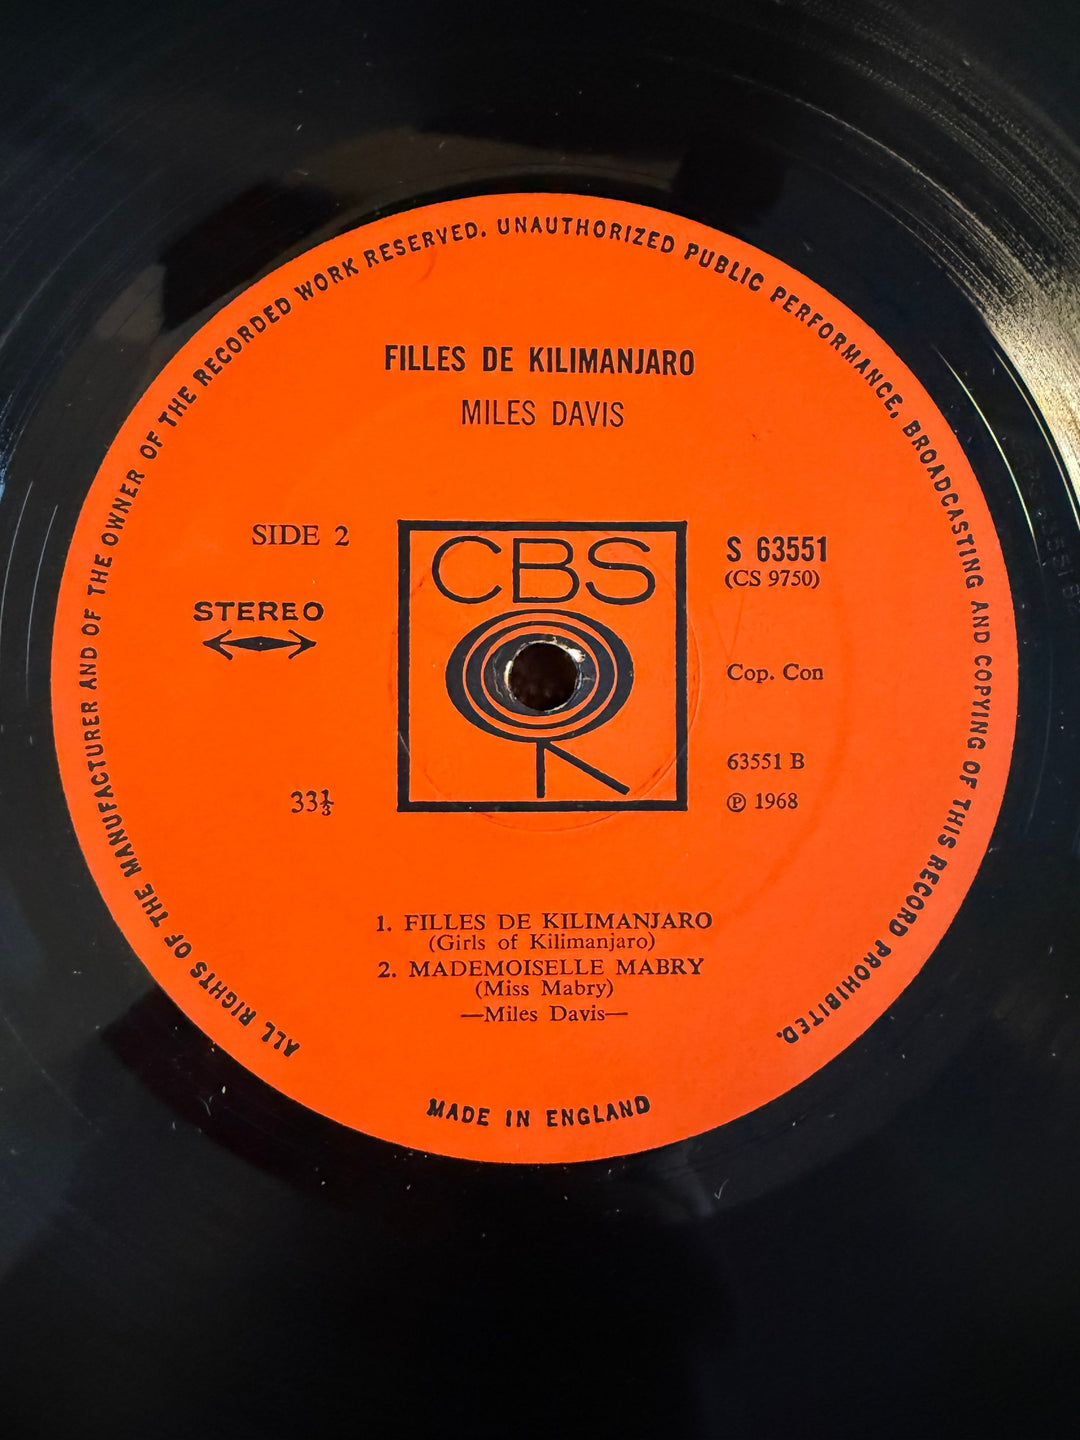 ALL RIGHTS OF THE MANUFACTURER AND OF THE OWNER OF THE RECORDED WORK RESERVED. UNAUTHORIZED PUBLIC PERFORMANCE, BROADCASTING AND COPYING OF THIS RECORD PROHIBITED.
FILLES DE KILIMANJARO
MILES DAVIS
SIDE 2
STEREO
33⅓
CBS
S 63551
(CS 9750)
Cop. Con
63551 B
℗ 1968
1. FILLES DE KILIMANJARO
(Girls of Kilimanjaro)
2. MADEMOISELLE MABRY
(Miss Mabry)
—Miles Davis—
MADE IN ENGLAND